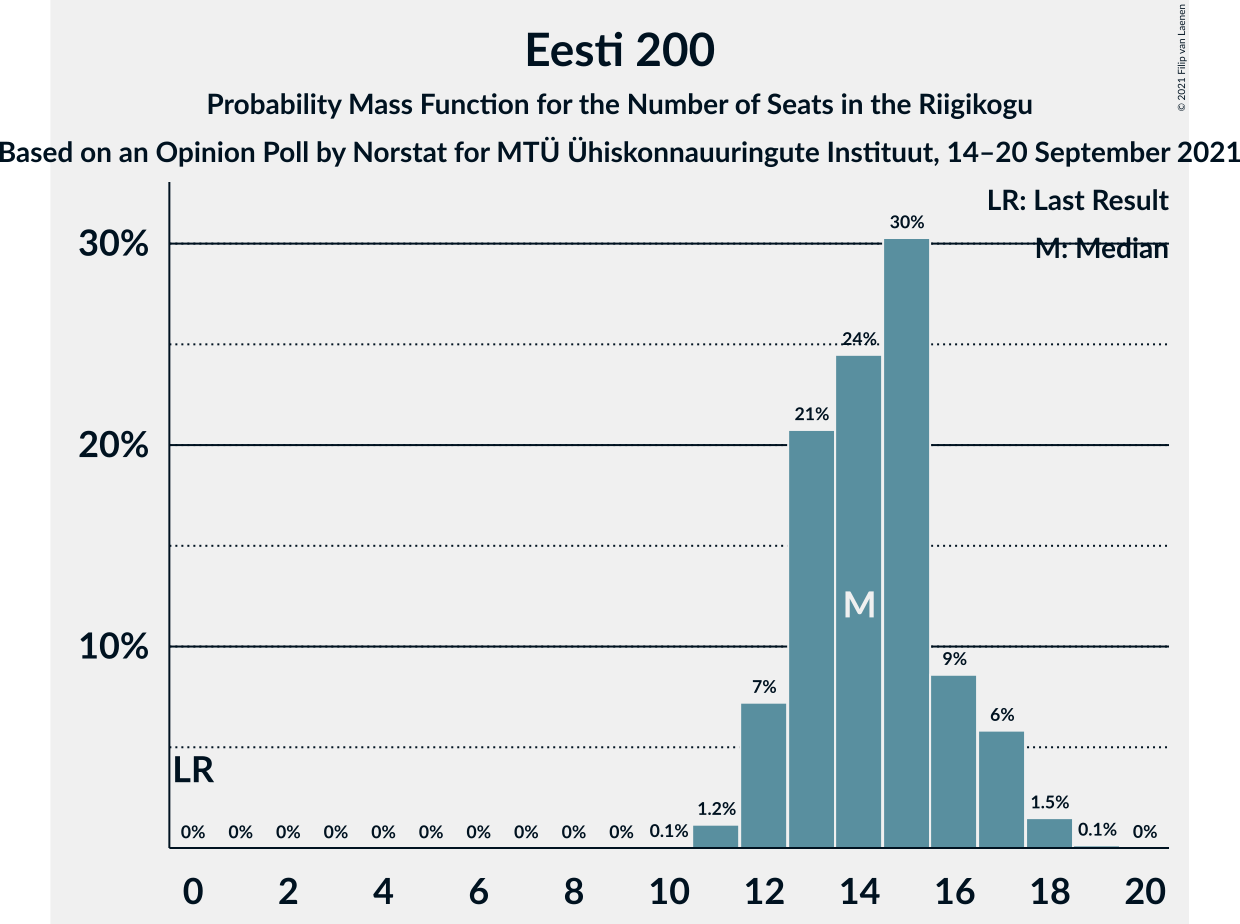 Eesti 200
Probability Mass Function for the Number of Seats in the Riigikogu
Based on an Opinion Poll by Norstat for MTÜ Ühiskonnauuringute Instituut, 14–20 September 2021
© 2021 Filip van Laenen
LR: Last Result
M: Median
30%
20%
10%
30%
24%
21%
M
9%
7%
6%
LR
1.2%
1.5%
0% 0% 0% 0% 0% 0% 0% 0% 0% 0% 0.1% 0.1% 0%
0 2 4 6 8 10 12 14 16 18 20